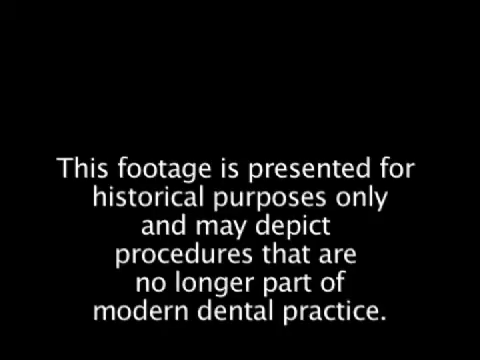 This footage is presented for
historical purposes only
and may depict
procedures that are
no longer part of
modern dental practice.